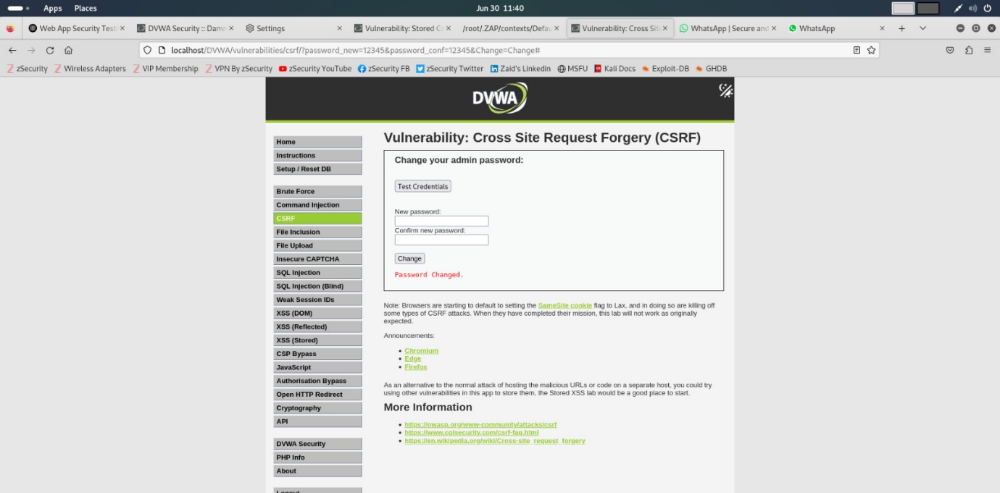 Apps Places Jun 30 11:40
Web App Security Test × DVWA Security :: Damn × Settings × Vulnerability: Stored Cr × /root/.ZAP/contexts/Defau × Vulnerability: Cross Sit × WhatsApp | Secure and × WhatsApp ×
localhost/DVWA/vulnerabilities/csrf/?password_new=12345&password_conf=12345&Change=Change#
zSecurity Wireless Adapters VIP Membership VPN By zSecurity zSecurity YouTube zSecurity FB zSecurity Twitter Zaid's Linkedin MSFU Kali Docs Exploit-DB GHDB
DVWA
Home
Instructions
Setup / Reset DB
Brute Force
Command Injection
CSRF
File Inclusion
File Upload
Insecure CAPTCHA
SQL Injection
SQL Injection (Blind)
Weak Session IDs
XSS (DOM)
XSS (Reflected)
XSS (Stored)
CSP Bypass
JavaScript
Authorisation Bypass
Open HTTP Redirect
Cryptography
API
DVWA Security
PHP Info
About
Logout
Vulnerability: Cross Site Request Forgery (CSRF)
Change your admin password:
Test Credentials
New password:
Confirm new password:
Change
Password Changed.
Note: Browsers are starting to default to setting the SameSite cookie flag to Lax, and in doing so are killing off
some types of CSRF attacks. When they have completed their mission, this lab will not work as originally
expected.
Announcements:
• Chromium
• Edge
• Firefox
As an alternative to the normal attack of hosting the malicious URLs or code on a separate host, you could try
using other vulnerabilities in this app to store them, the Stored XSS lab would be a good place to start.
More Information
• https://owasp.org/www-community/attacks/csrf
• https://www.cgisecurity.com/csrf-faq.html
• https://en.wikipedia.org/wiki/Cross-site_request_forgery